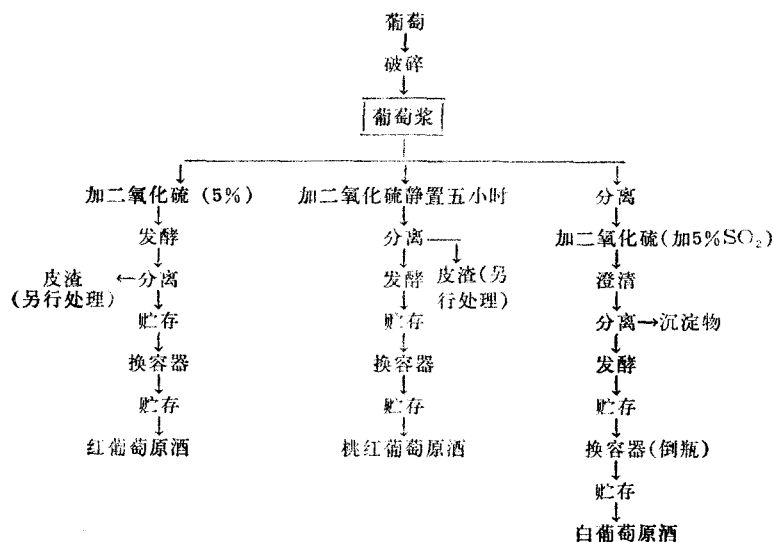 葡萄
破碎
葡萄浆
加二氧化硫（5％） 加二氧化硫静置五小时 分离
发酵 分离 加二氧化硫（加5％SO₂）
皮渣 分离 发酵 皮渣（另 澄清
（另行处理） 行处理）
贮存 贮存 分离 沉淀物
换容器 换容器 发酵
贮存 贮存 贮存
红葡萄原酒 桃红葡萄原酒 换容器（倒瓶）
贮存
白葡萄原酒